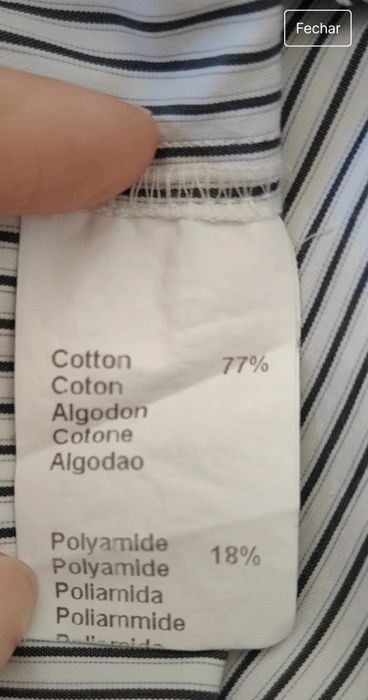 Fechar
Cotton 77%
Coton
Algodon
Cotone
Algodao
Polyamide 18%
Polyamide
Poliamida
Poliammide